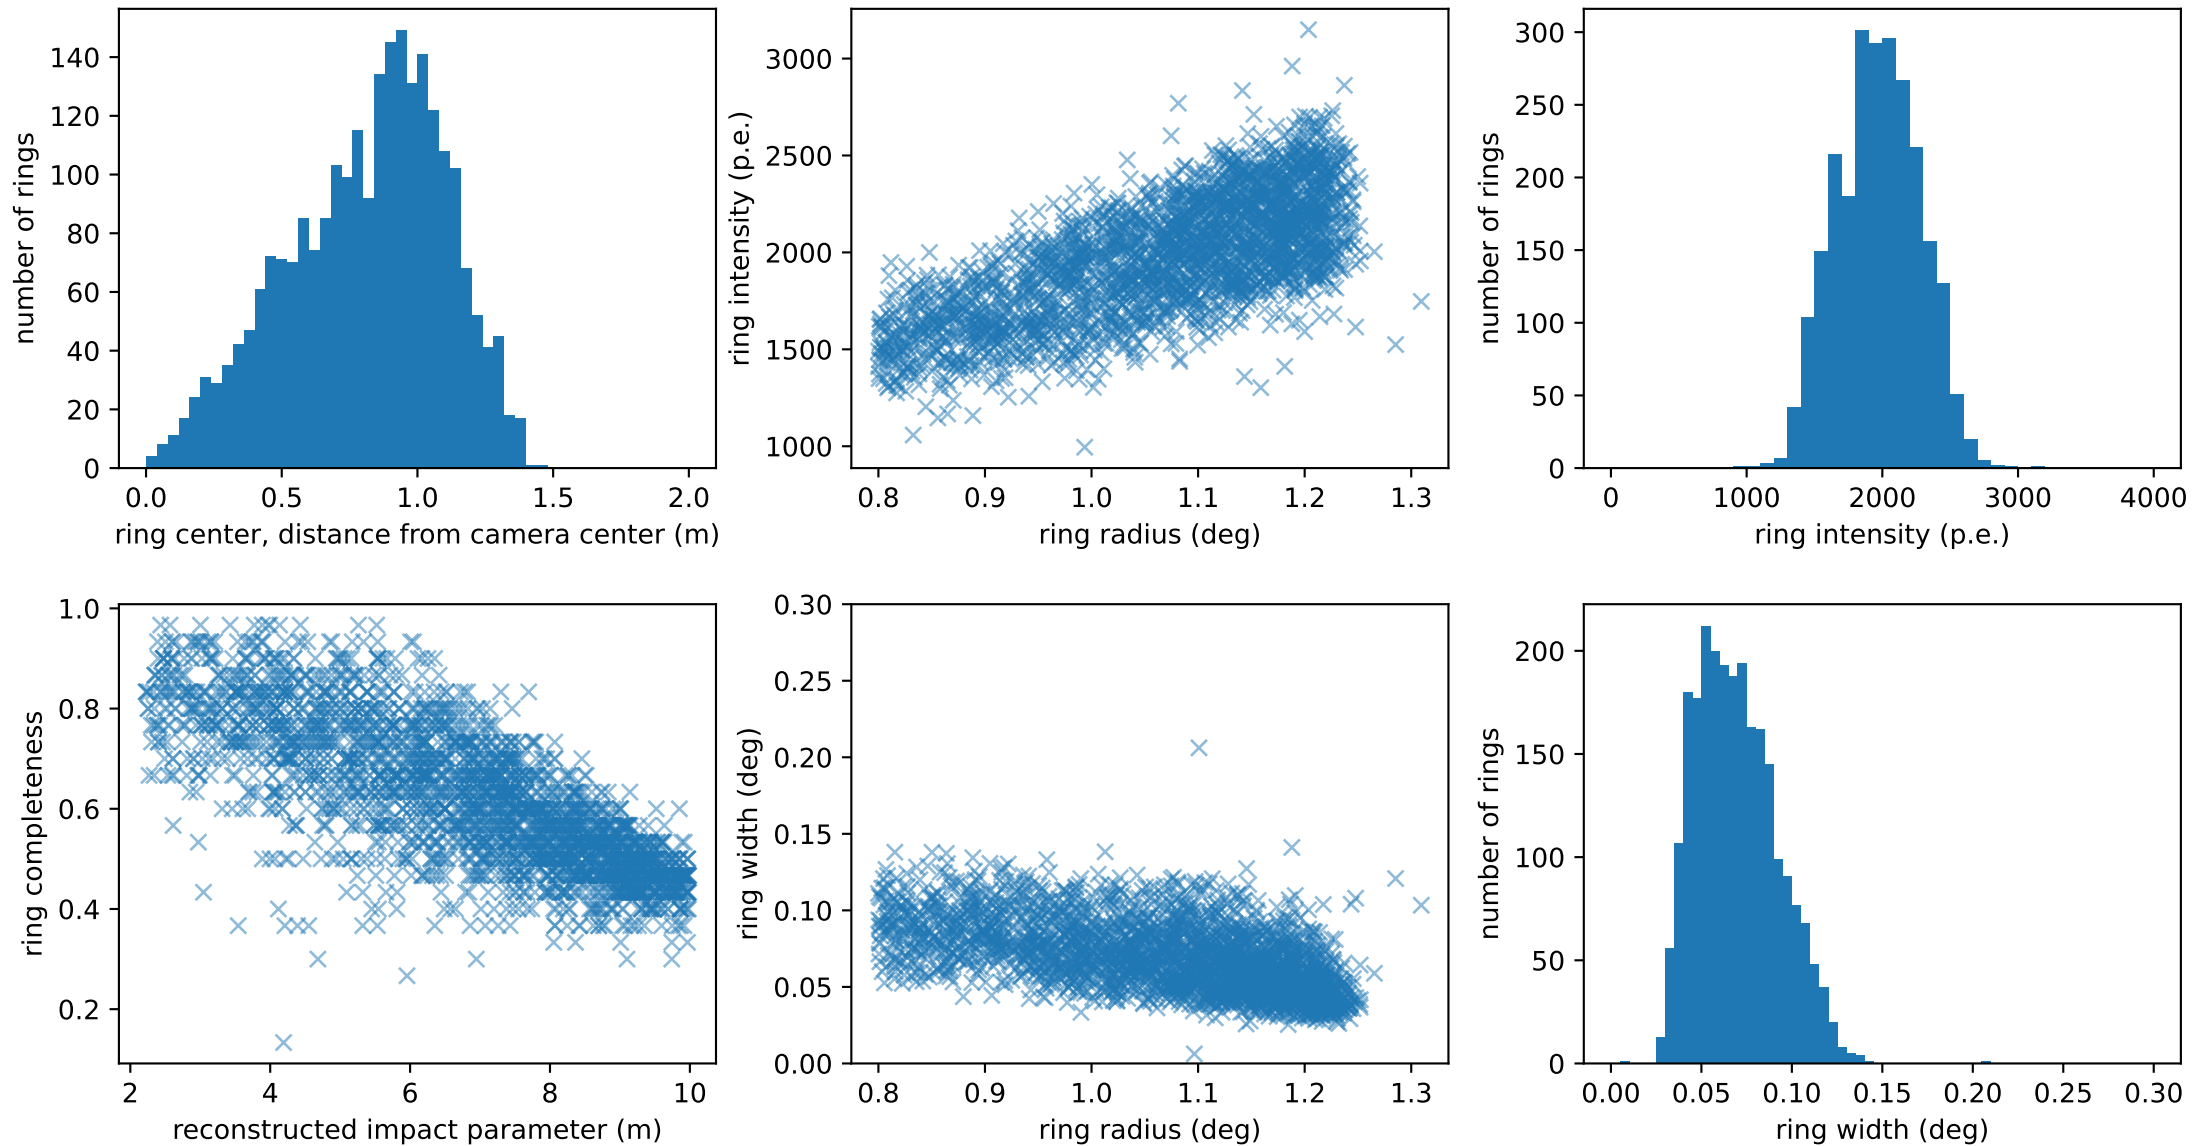 140
120
100
80
60
40
20
0
number of rings
0.0 0.5 1.0 1.5 2.0
ring center, distance from camera center (m)
3000
2500
2000
1500
1000
ring intensity (p.e.)
0.8 0.9 1.0 1.1 1.2 1.3
ring radius (deg)
300
250
200
150
100
50
0
number of rings
0 1000 2000 3000 4000
ring intensity (p.e.)
1.0
0.8
0.6
0.4
0.2
ring completeness
2 4 6 8 10
reconstructed impact parameter (m)
0.30
0.25
0.20
0.15
0.10
0.05
0.00
ring width (deg)
0.8 0.9 1.0 1.1 1.2 1.3
ring radius (deg)
200
150
100
50
0
number of rings
0.00 0.05 0.10 0.15 0.20 0.25 0.30
ring width (deg)